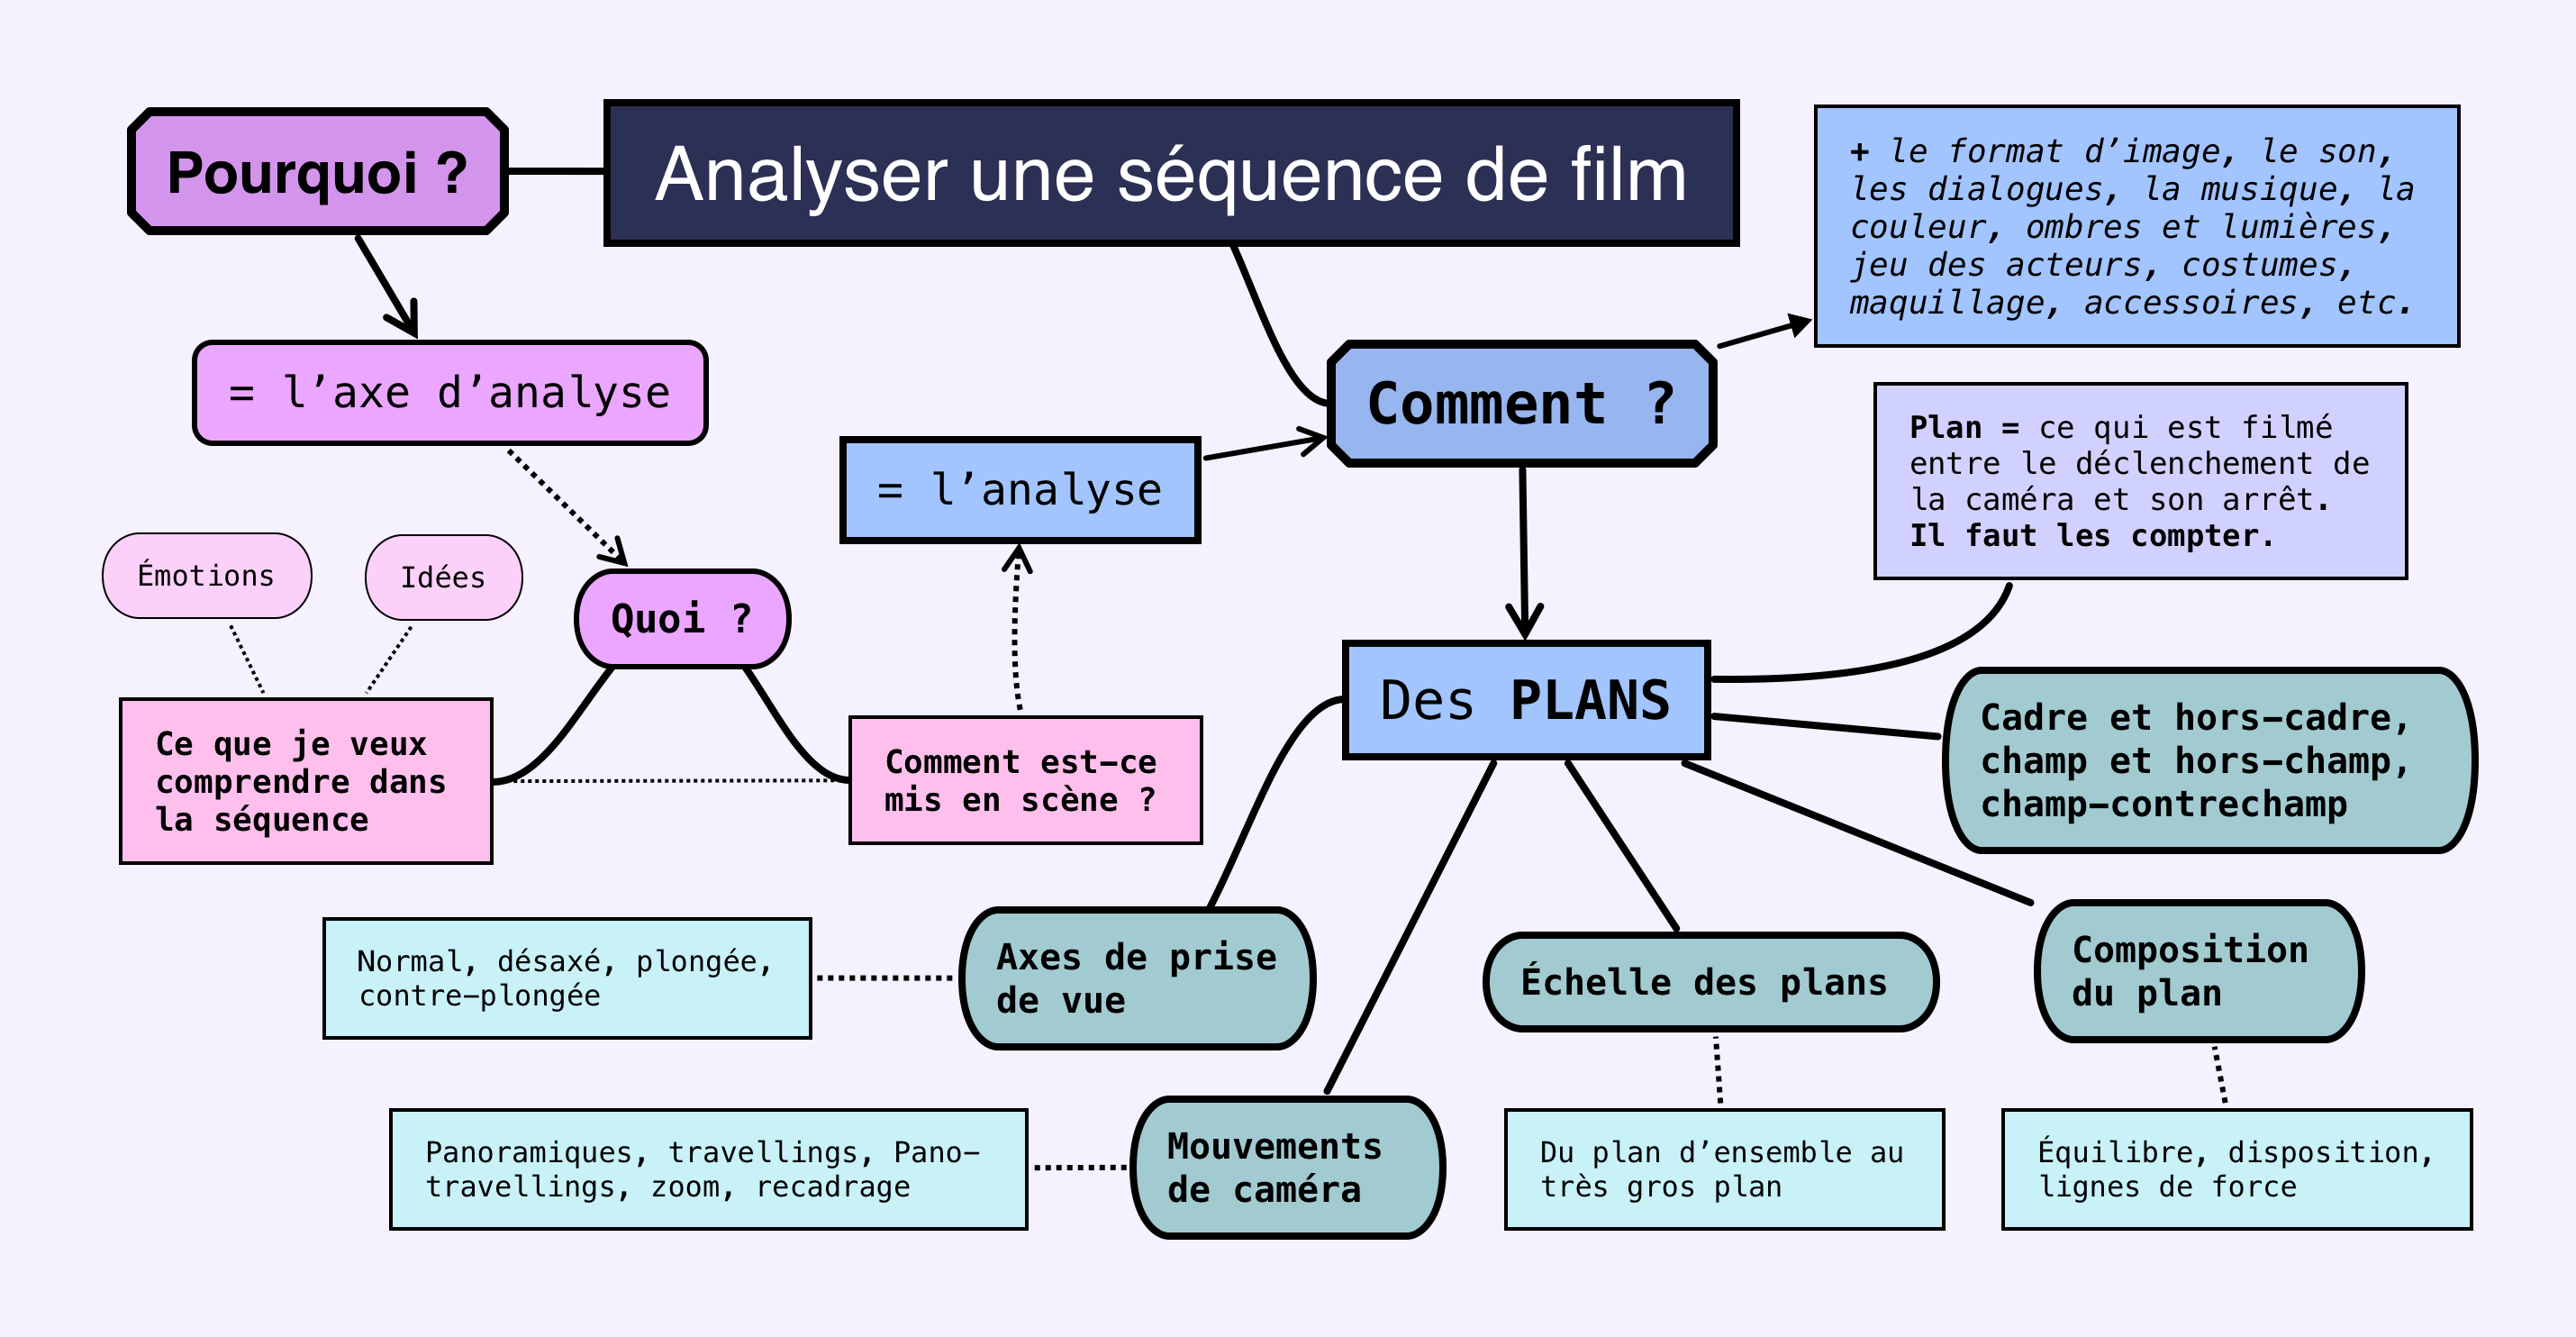 Pourquoi ?
Analyser une séquence de film
+ le format d’image, le son,
les dialogues, la musique, la
couleur, ombres et lumières,
jeu des acteurs, costumes,
maquillage, accessoires, etc.
= l’axe d’analyse
Comment ?
= l’analyse
Plan = ce qui est filmé
entre le déclenchement de
la caméra et son arrêt.
Il faut les compter.
Émotions
Idées
Quoi ?
Ce que je veux
comprendre dans
la séquence
Comment est-ce
mis en scène ?
Des PLANS
Cadre et hors-cadre,
champ et hors-champ,
champ-contrechamp
Normal, désaxé, plongée,
contre-plongée
Axes de prise
de vue
Échelle des plans
Composition
du plan
Panoramiques, travellings, Pano-
travellings, zoom, recadrage
Mouvements
de caméra
Du plan d’ensemble au
très gros plan
Équilibre, disposition,
lignes de force